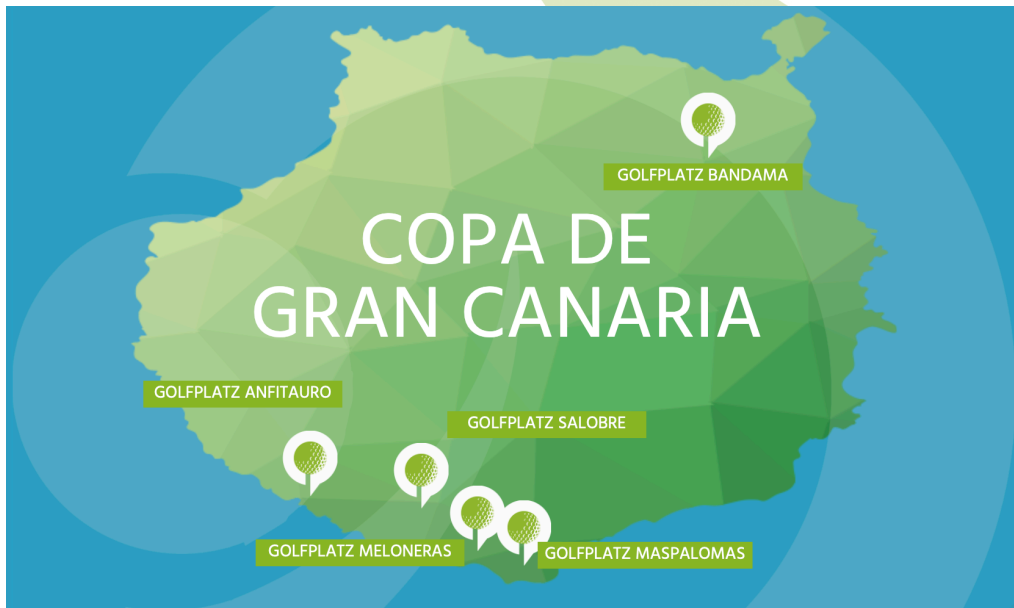 GOLFPLATZ BANDAMA
COPA DE
GRAN CANARIA
GOLFPLATZ ANFITAURO
GOLFPLATZ SALOBRE
GOLFPLATZ MELONERAS
GOLFPLATZ MASPALOMAS